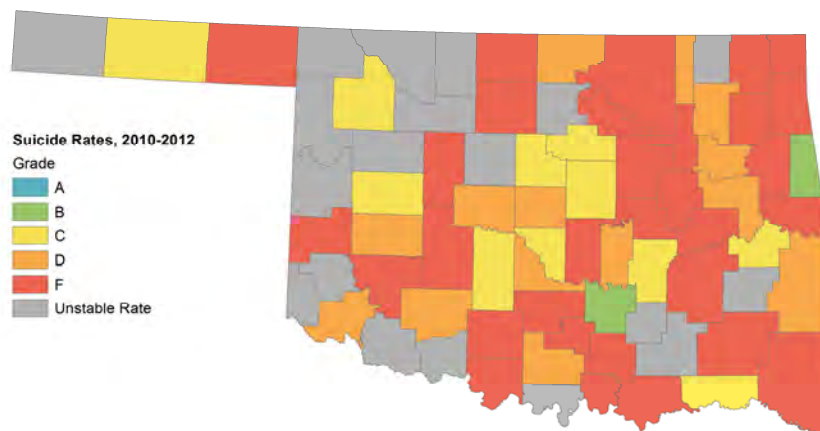 Suicide Rates, 2010-2012
Grade
A
B
C
D
F
Unstable Rate